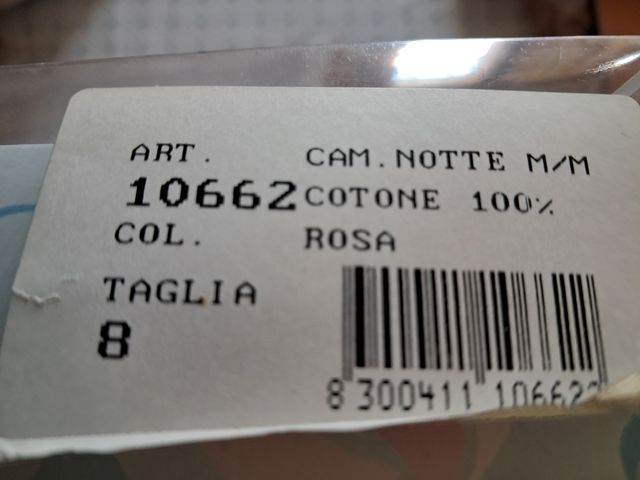 ART. CAM.NOTTE M/M
10662 COTONE 100%
COL. ROSA
TAGLIA
8
8 300411 10662